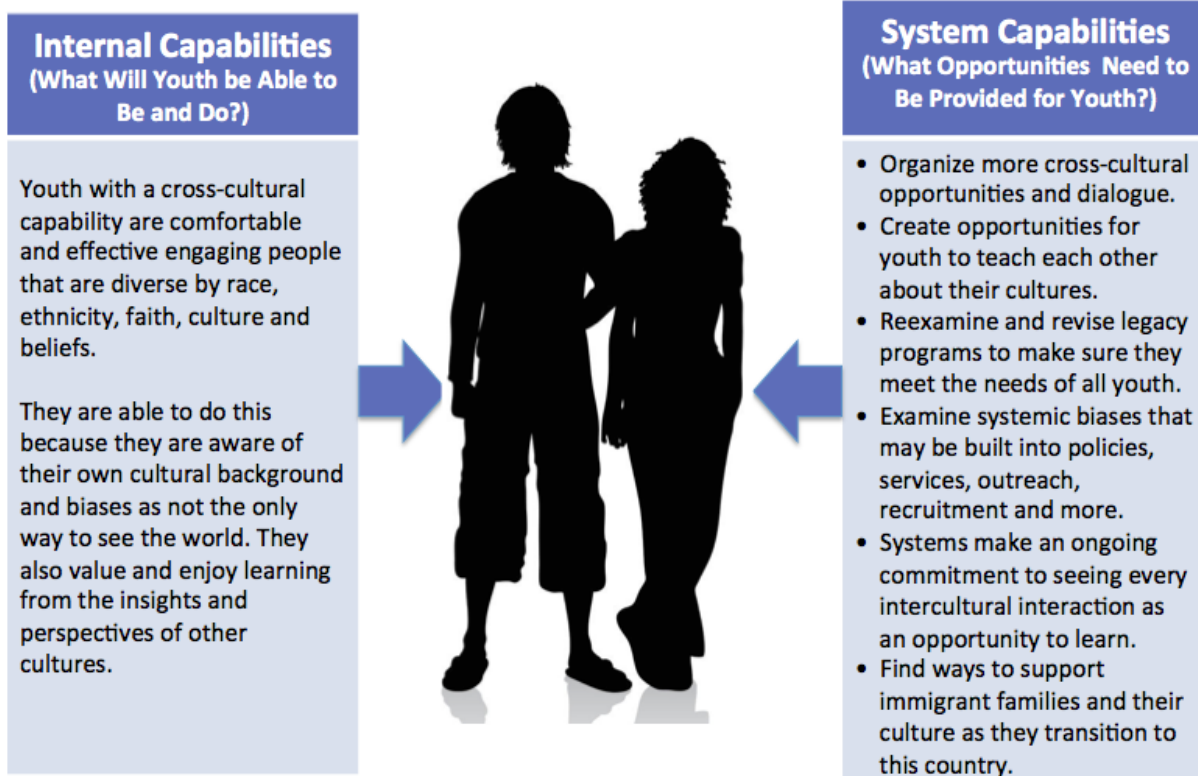 Internal Capabilities
(What Will Youth be Able to
Be and Do?)
Youth with a cross-cultural
capability are comfortable
and effective engaging people
that are diverse by race,
ethnicity, faith, culture and
beliefs.
They are able to do this
because they are aware of
their own cultural background
and biases as not the only
way to see the world. They
also value and enjoy learning
from the insights and
perspectives of other
cultures.
System Capabilities
(What Opportunities Need to
Be Provided for Youth?)
• Organize more cross-cultural
opportunities and dialogue.
• Create opportunities for
youth to teach each other
about their cultures.
• Reexamine and revise legacy
programs to make sure they
meet the needs of all youth.
• Examine systemic biases that
may be built into policies,
services, outreach,
recruitment and more.
• Systems make an ongoing
commitment to seeing every
intercultural interaction as
an opportunity to learn.
• Find ways to support
immigrant families and their
culture as they transition to
this country.